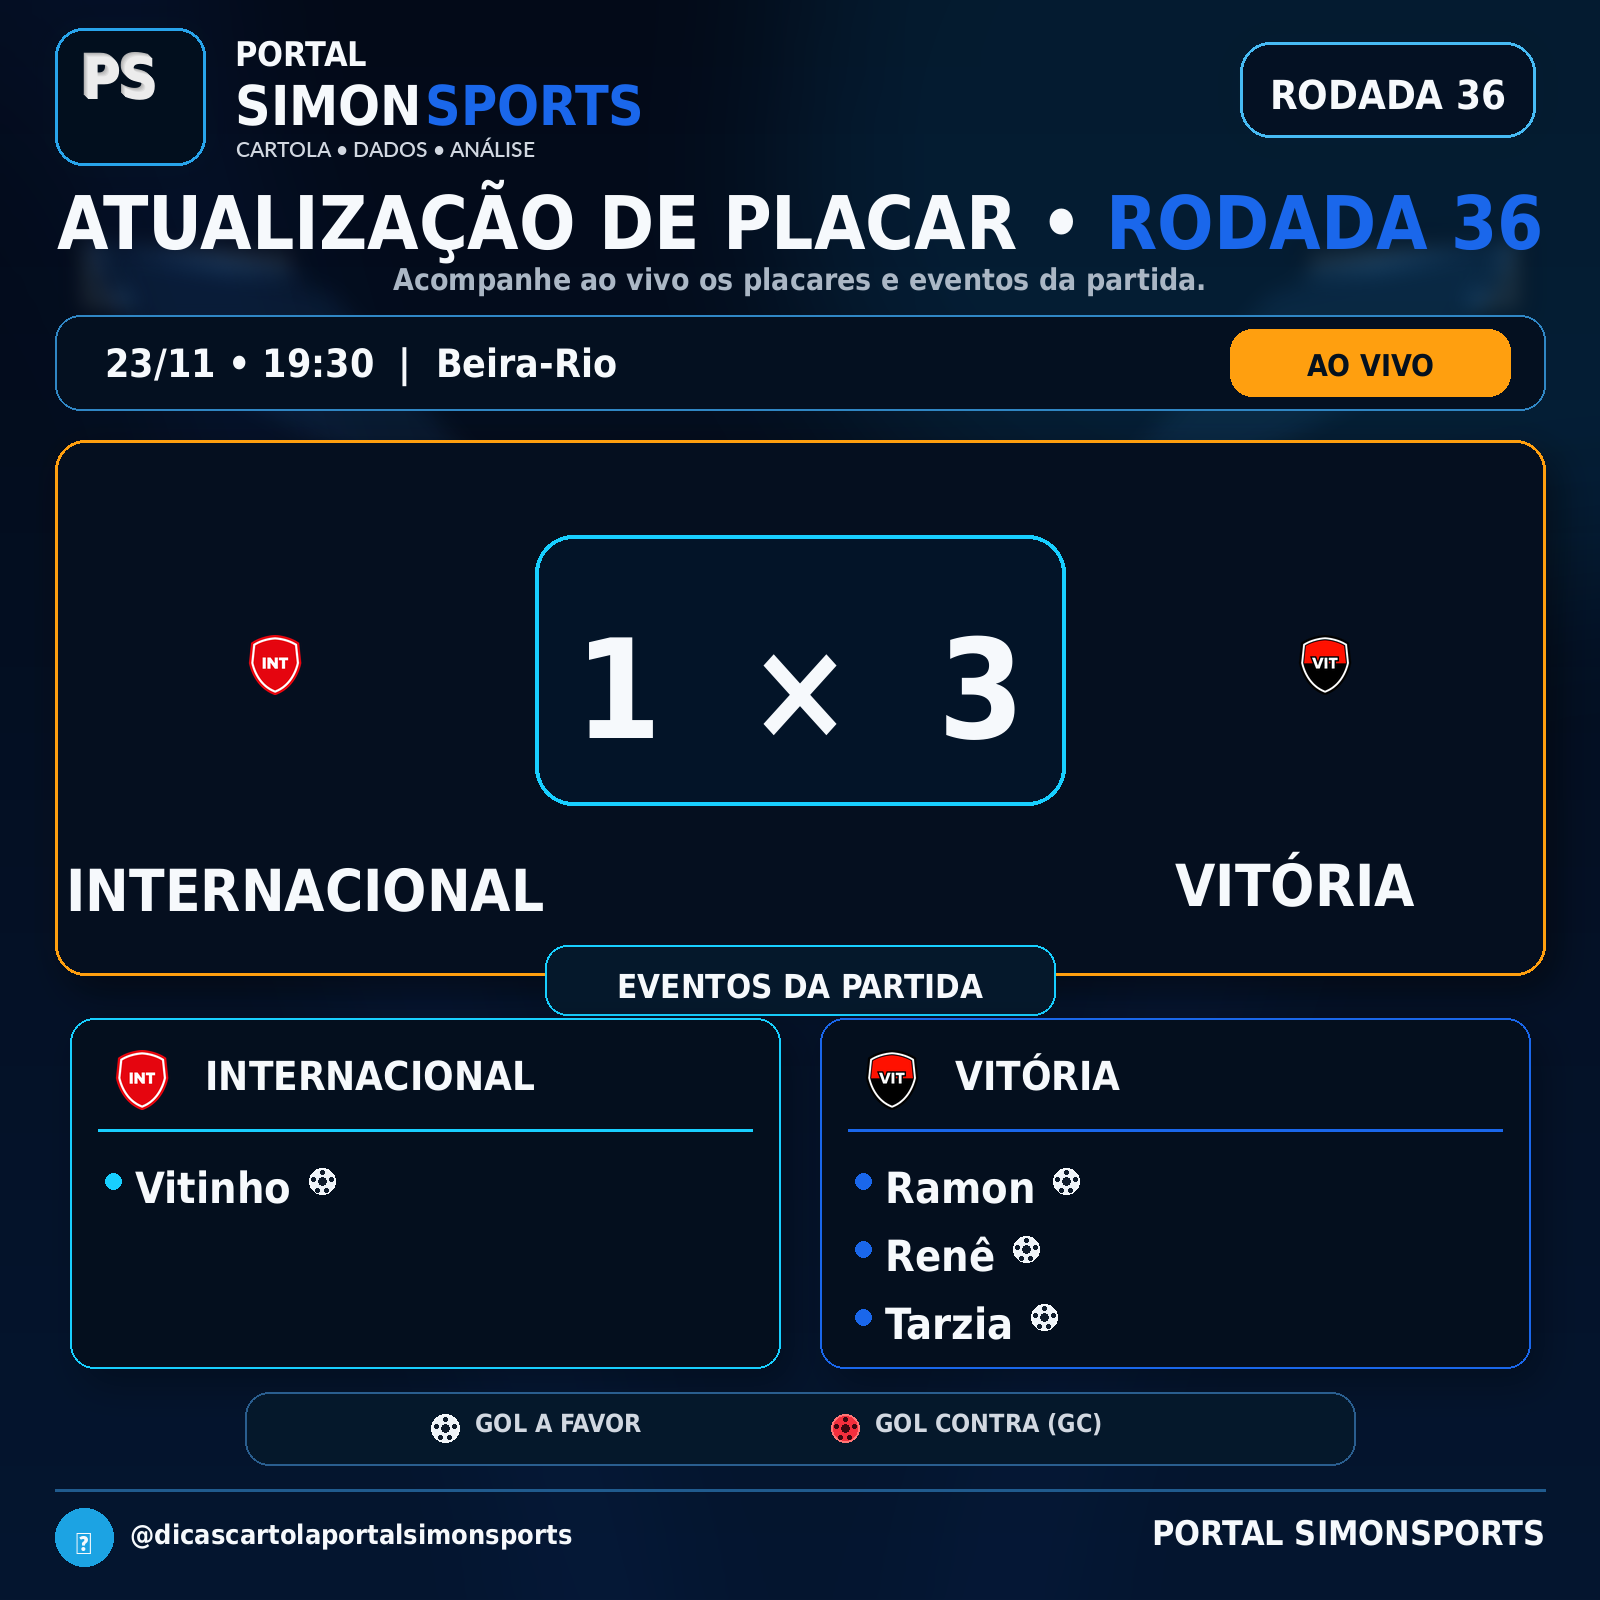 PS
PORTAL
SIMONSPORTS
CARTOLA • DADOS • ANÁLISE
RODADA 36
ATUALIZAÇÃO DE PLACAR • RODADA 36
Acompanhe ao vivo os placares e eventos da partida.
23/11 • 19:30 | Beira-Rio
AO VIVO
INT
1 × 3
VIT
INTERNACIONAL
VITÓRIA
EVENTOS DA PARTIDA
INT
INTERNACIONAL
Vitinho
VIT
VITÓRIA
Ramon
Renê
Tarzia
GOL A FAVOR
GOL CONTRA (GC)
@dicascartolaportalsimonsports
PORTAL SIMONSPORTS